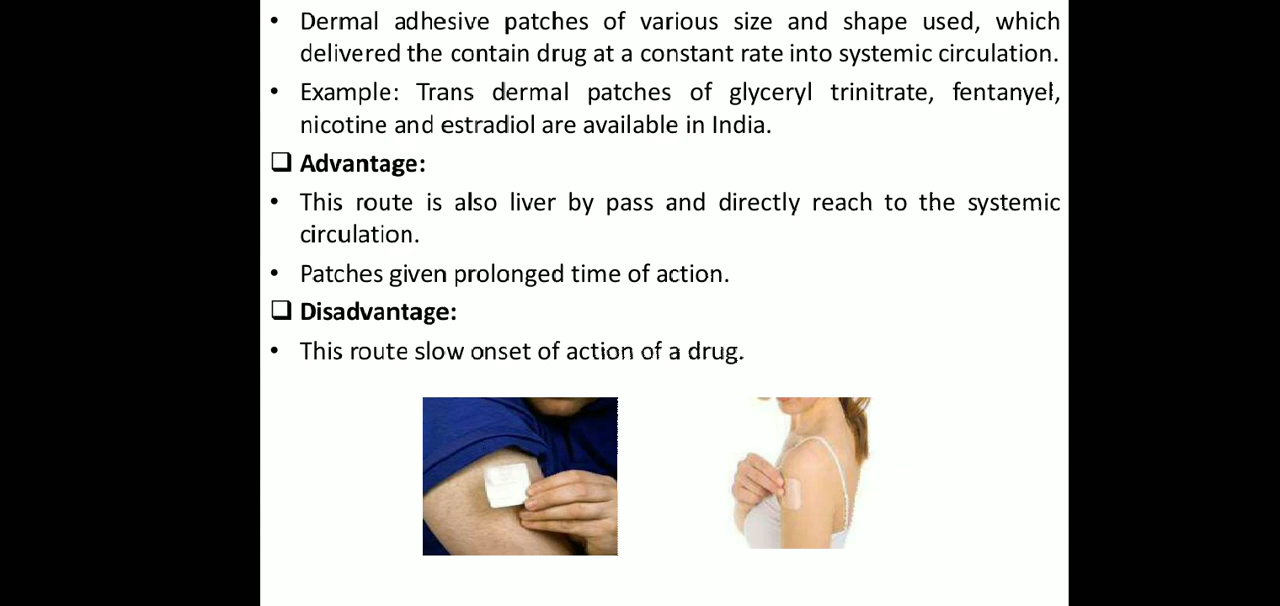 • Dermal adhesive patches of various size and shape used, which
delivered the contain drug at a constant rate into systemic circulation.
• Example: Trans dermal patches of glyceryl trinitrate, fentanyel,
nicotine and estradiol are available in India.
❑ Advantage:
• This route is also liver by pass and directly reach to the systemic
circulation.
• Patches given prolonged time of action.
❑ Disadvantage:
• This route slow onset of action of a drug.